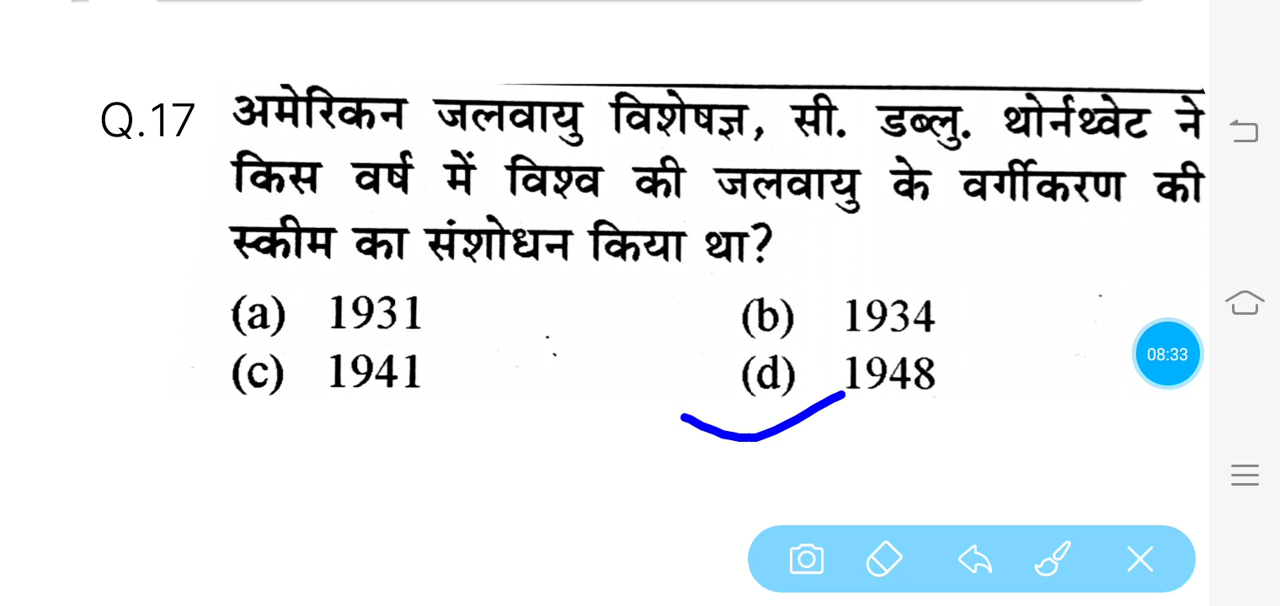 Q.17 अमेरिकन जलवायु विशेषज्ञ, सी. डब्लु. थोर्नथ्वेट ने
किस वर्ष में विश्व की जलवायु के वर्गीकरण की
स्कीम का संशोधन किया था?
(a) 1931 (b) 1934
(c) 1941 (d) 1948
08:33